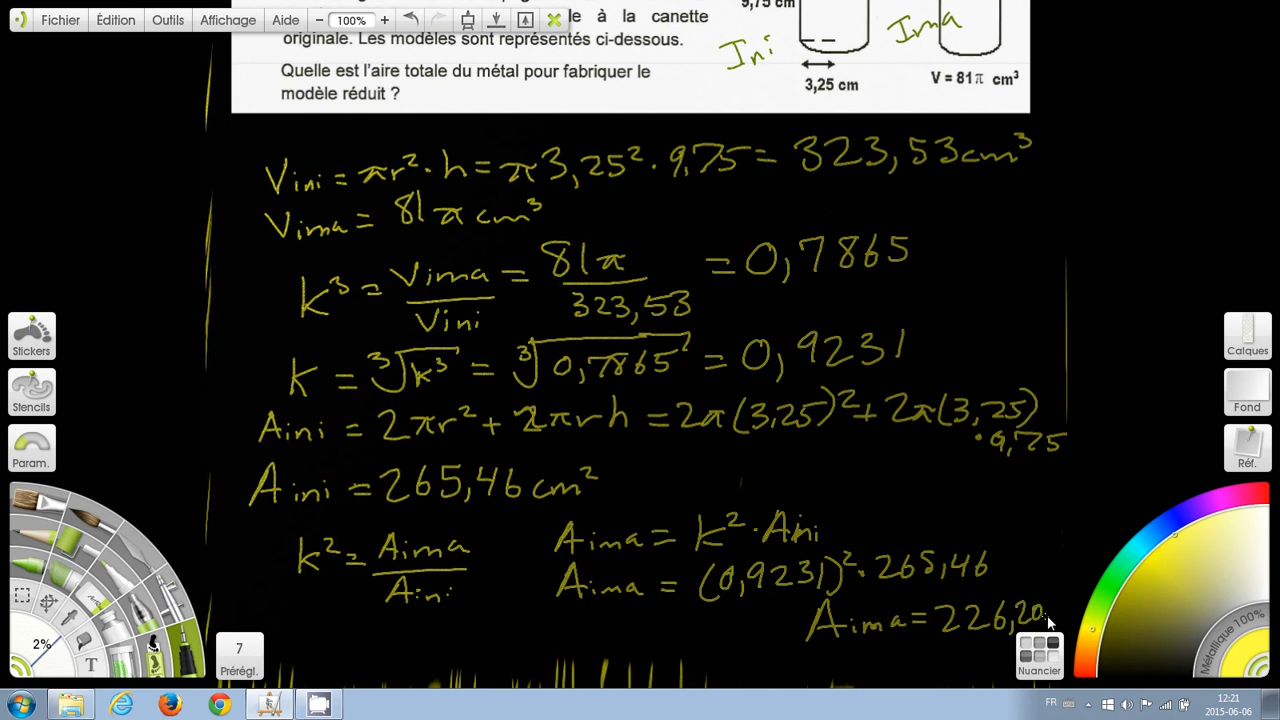 Fichier Édition Outils Affichage Aide − 100% +
le à la canette
originale. Les modèles sont représentés ci-dessous.
Quelle est l'aire totale du métal pour fabriquer le
modèle réduit ?
9,75 cm
Ini
Ima
3,25 cm
V = 81π cm³
Vini = πr²·h = π3,25²·9,75 = 323,53cm³
Vima = 81π cm³
k³ = Vima/Vini = 81π/323,53 = 0,7865
k = ³√k³ = ³√0,7865 = 0,9231
Aini = 2πr² + 2πrh = 2π(3,25)² + 2π(3,25)
·9,75
Aini = 265,46cm²
k² = Aima/Aini
Aima = k²·Aini
Aima = (0,9231)²·265,46
Aima = 226,20
Stickers
Stencils
Param.
Calques
Fond
Réf.
2%
T
7
Prérégl.
Nuancier
Métallique 100%
FR
12:21
2015-06-06